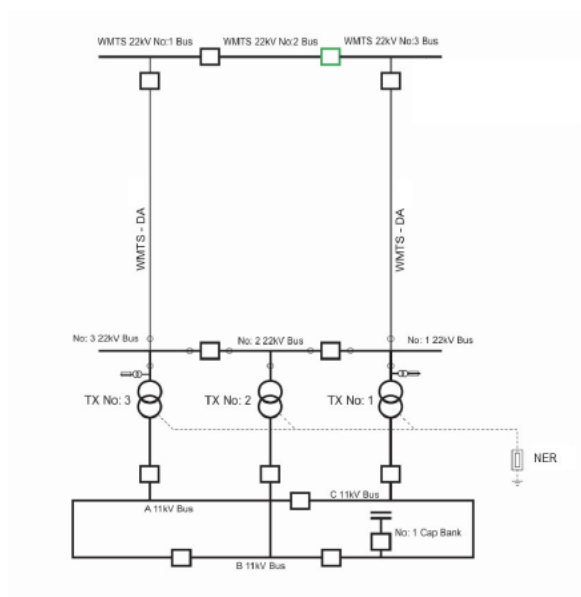 WMTS 22kV No:1 Bus
WMTS 22kV No:2 Bus
WMTS 22kV No:3 Bus
WMTS - DA
WMTS - DA
No: 3 22kV Bus
No: 2 22kV Bus
No: 1 22kV Bus
TX No: 3
TX No: 2
TX No: 1
NER
A 11kV Bus
C 11kV Bus
No: 1 Cap Bank
B 11kV Bus